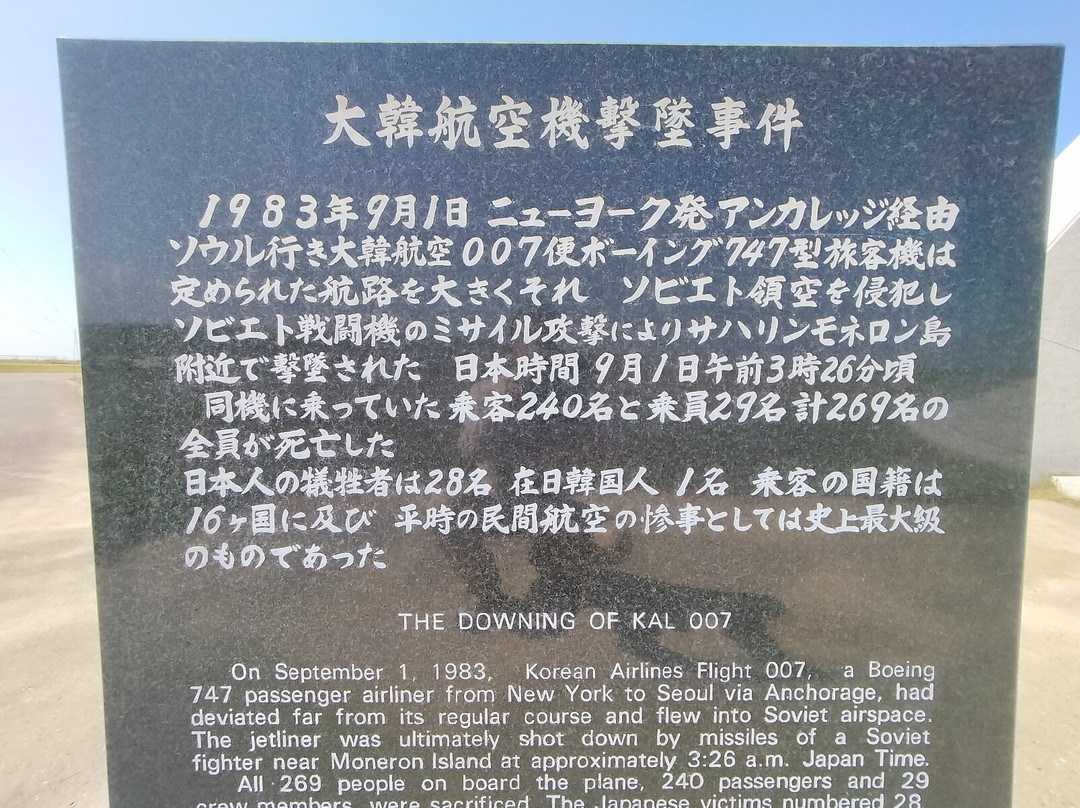 大韓航空機撃墜事件
1983年9月1日 ニューヨーク発アンカレッジ経由
ソウル行き大韓航空007便ボーイング747型旅客機は
定められた航路を大きくそれ ソビエト領空を侵犯し
ソビエト戦闘機のミサイル攻撃によりサハリンモネロン島
附近で撃墜された 日本時間 9月1日午前3時26分頃
同機に乗っていた乗客240名と乗員29名計269名の
全員が死亡した
日本人の犠牲者は28名 在日韓国人 1名 乗客の国籍は
16ヶ国に及び 平時の民間航空の惨事としては史上最大級
のものであった
THE DOWNING OF KAL 007
On September 1, 1983, Korean Airlines Flight 007, a Boeing
747 passenger airliner from New York to Seoul via Anchorage, had
deviated far from its regular course and flew into Soviet airspace.
The jetliner was ultimately shot down by missiles of a Soviet
fighter near Moneron Island at approximately 3:26 a.m. Japan Time.
All 269 people on board the plane, 240 passengers and 29
crew members, were sacrificed. The Japanese victims numbered 28,